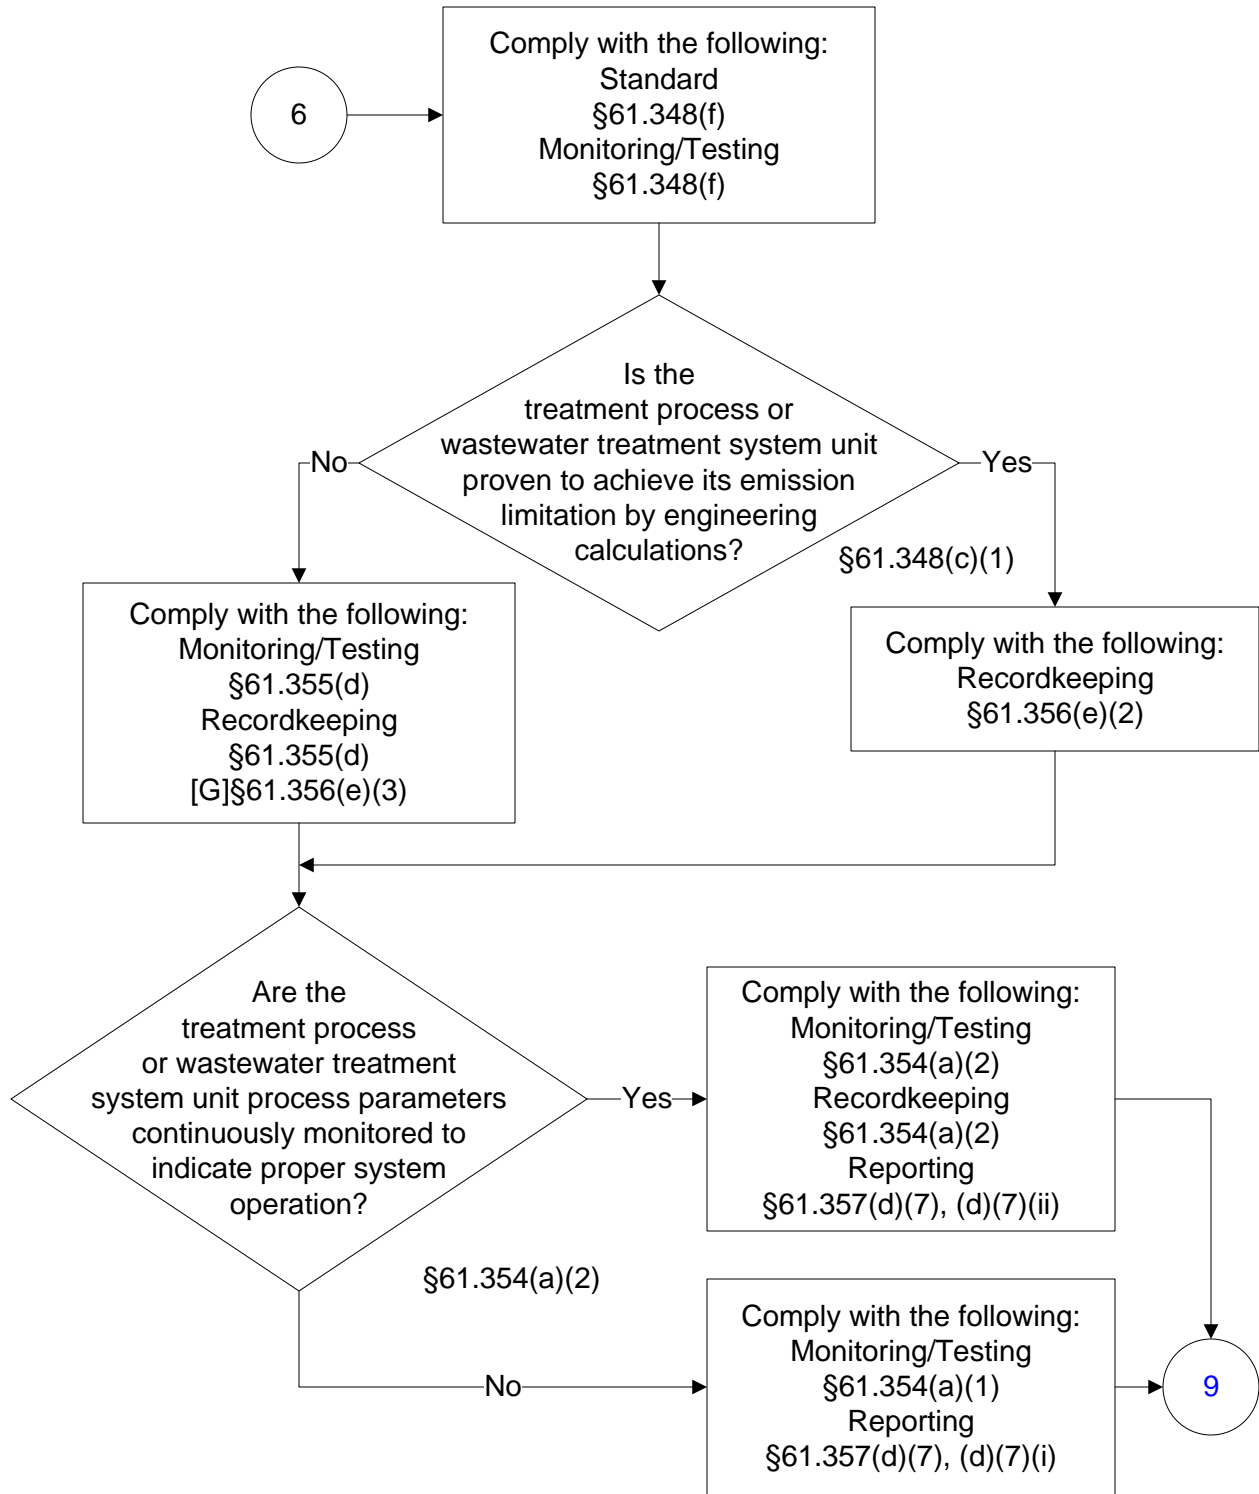 6
Comply with the following:
Standard
§61.348(f)
Monitoring/Testing
§61.348(f)
Is the
treatment process or
wastewater treatment system unit
proven to achieve its emission
limitation by engineering
calculations?
No
Yes
§61.348(c)(1)
Comply with the following:
Monitoring/Testing
§61.355(d)
Recordkeeping
§61.355(d)
[G]§61.356(e)(3)
Comply with the following:
Recordkeeping
§61.356(e)(2)
Are the
treatment process
or wastewater treatment
system unit process parameters
continuously monitored to
indicate proper system
operation?
Yes
§61.354(a)(2)
Comply with the following:
Monitoring/Testing
§61.354(a)(2)
Recordkeeping
§61.354(a)(2)
Reporting
§61.357(d)(7), (d)(7)(ii)
No
Comply with the following:
Monitoring/Testing
§61.354(a)(1)
Reporting
§61.357(d)(7), (d)(7)(i)
9